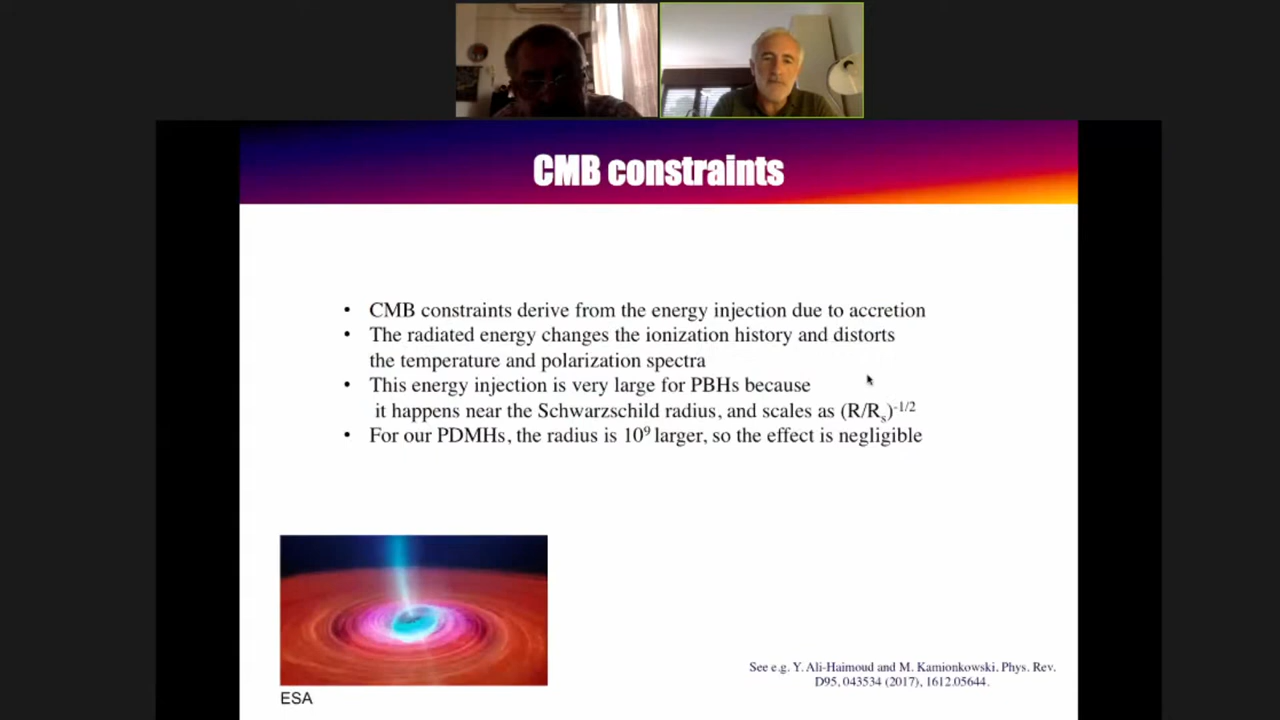 CMB constraints
• CMB constraints derive from the energy injection due to accretion
• The radiated energy changes the ionization history and distorts
the temperature and polarization spectra
• This energy injection is very large for PBHs because
it happens near the Schwarzschild radius, and scales as (R/Rₛ)⁻¹/²
• For our PDMHs, the radius is 10⁹ larger, so the effect is negligible
ESA
See e.g. Y. Ali-Haimoud and M. Kamionkowski, Phys. Rev.
D95, 043534 (2017), 1612.05644.